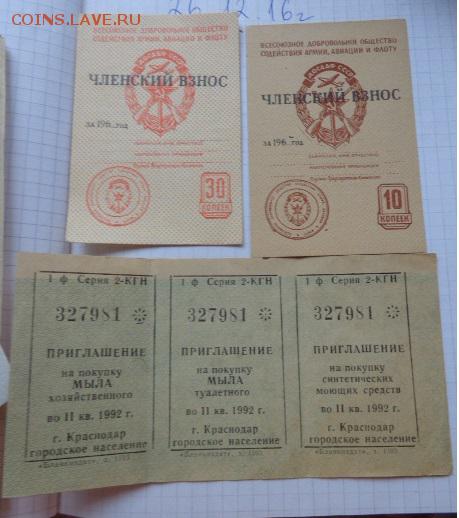 COINS.LAVE.RU
26.12.16г
ВСЕСОЮЗНОЕ ДОБРОВОЛЬНОЕ ОБЩЕСТВО
СОДЕЙСТВИЯ АРМИИ, АВИАЦИИ И ФЛОТУ
ДОСААФ СССР
ЧЛЕНСКИЙ ВЗНОС
за 196 год
30
КОПЕЕК
ВСЕСОЮЗНОЕ ДОБРОВОЛЬНОЕ ОБЩЕСТВО
СОДЕЙСТВИЯ АРМИИ, АВИАЦИИ И ФЛОТУ
ДОСААФ СССР
ЧЛЕНСКИЙ ВЗНОС
за 196 год
10
КОПЕЕК
1 ф Серия 2-КГН
327981
ПРИГЛАШЕНИЕ
на покупку
МЫЛА
хозяйственного
во II кв. 1992 г.
г. Краснодар
городское население
1 ф Серия 2-КГН
327981
ПРИГЛАШЕНИЕ
на покупку
МЫЛА
туалетного
во II кв. 1992 г.
г. Краснодар
городское население
1 ф Серия 2-КГН
327981
ПРИГЛАШЕНИЕ
на покупку
синтетических
моющих средств
во II кв. 1992 г.
г. Краснодар
городское население